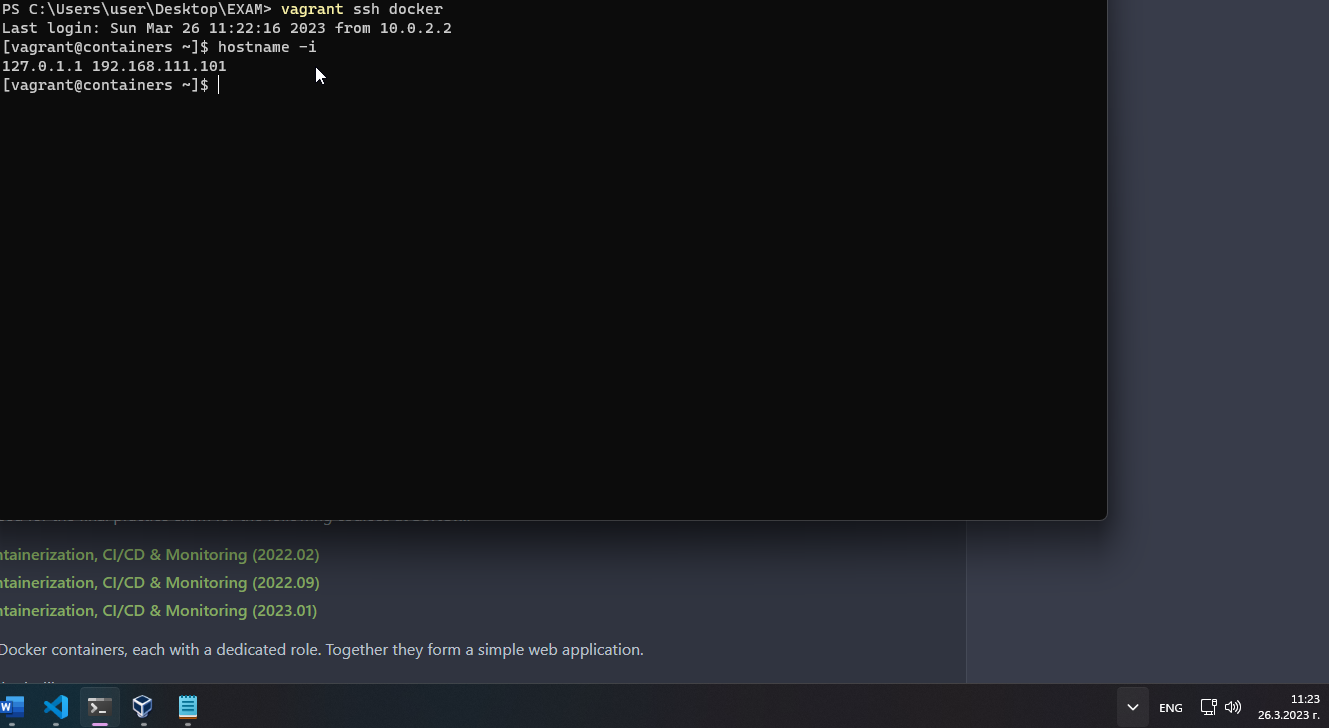 PS C:\Users\user\Desktop\EXAM> vagrant ssh docker
Last login: Sun Mar 26 11:22:16 2023 from 10.0.2.2
[vagrant@containers ~]$ hostname -i
127.0.1.1 192.168.111.101
[vagrant@containers ~]$
ntainerization, CI/CD & Monitoring (2022.02)
ntainerization, CI/CD & Monitoring (2022.09)
ntainerization, CI/CD & Monitoring (2023.01)
Docker containers, each with a dedicated role. Together they form a simple web application.
W
ENG
11:23
26.3.2023 г.